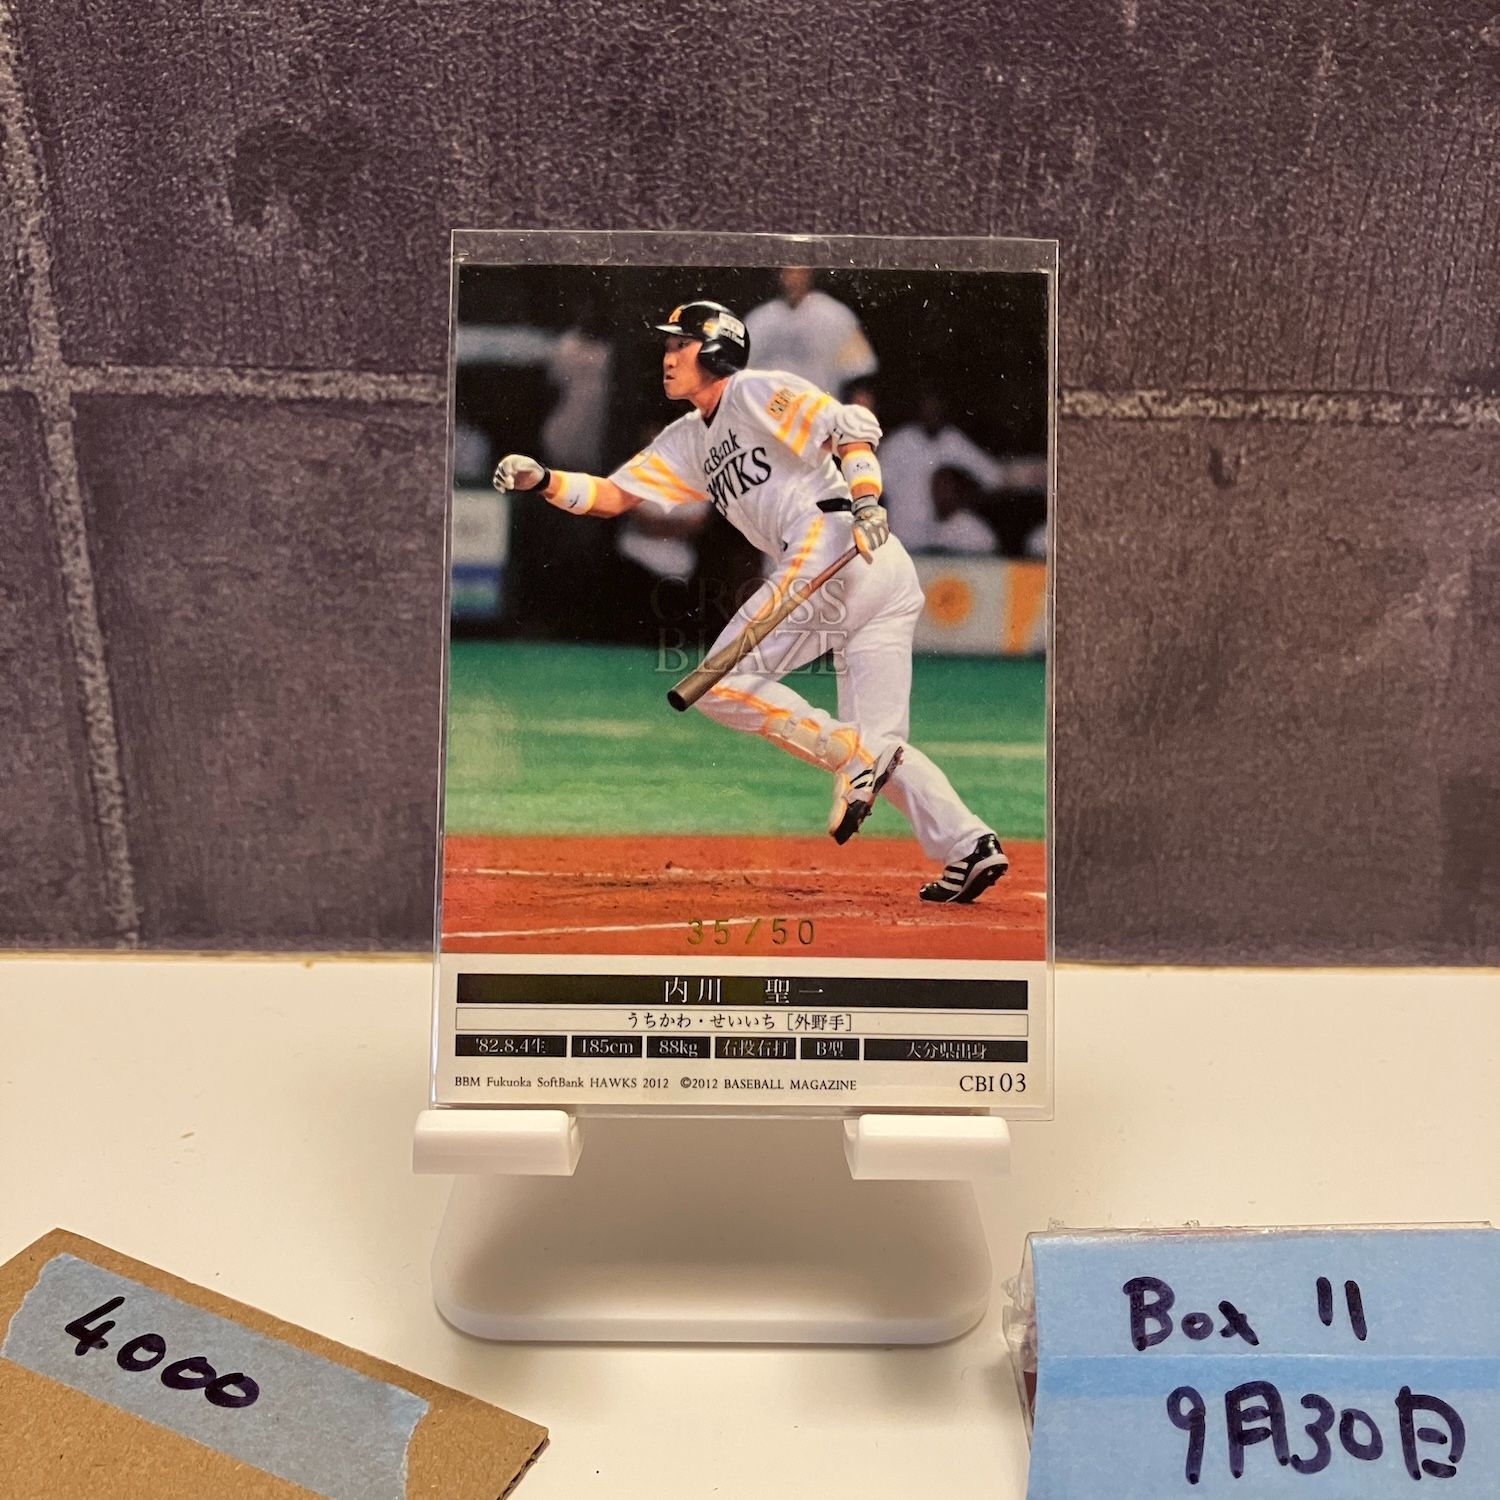 SoftBank
HAWKS
CROSS
BLAZE
35/50
内川 聖一
うちかわ・せいいち [外野手]
'82.8.4生 185cm 88kg 右投右打 B型 大分県出身
BBM Fukuoka SoftBank HAWKS 2012 ©2012 BASEBALL MAGAZINE CBI 03
4000
Box 11
9月30日